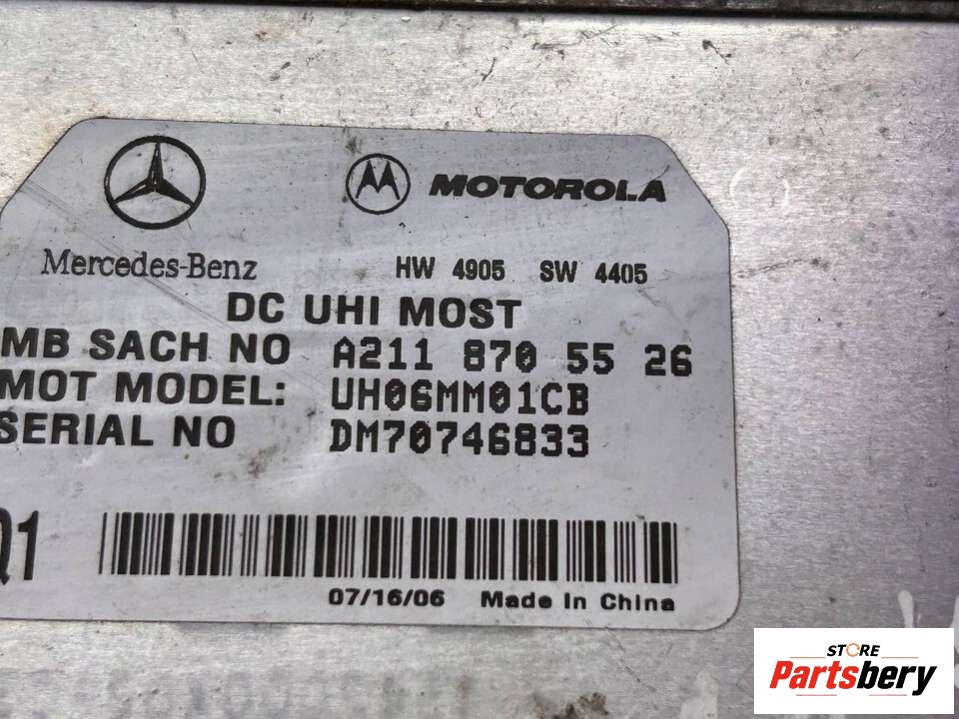 MOTOROLA
Mercedes-Benz
HW 4905 SW 4405
DC UHI MOST
MB SACH NO A211 870 55 26
MOT MODEL: UH06MM01CB
SERIAL NO DM70746833
Q1
07/16/06 Made In China
STORE
Partsbery